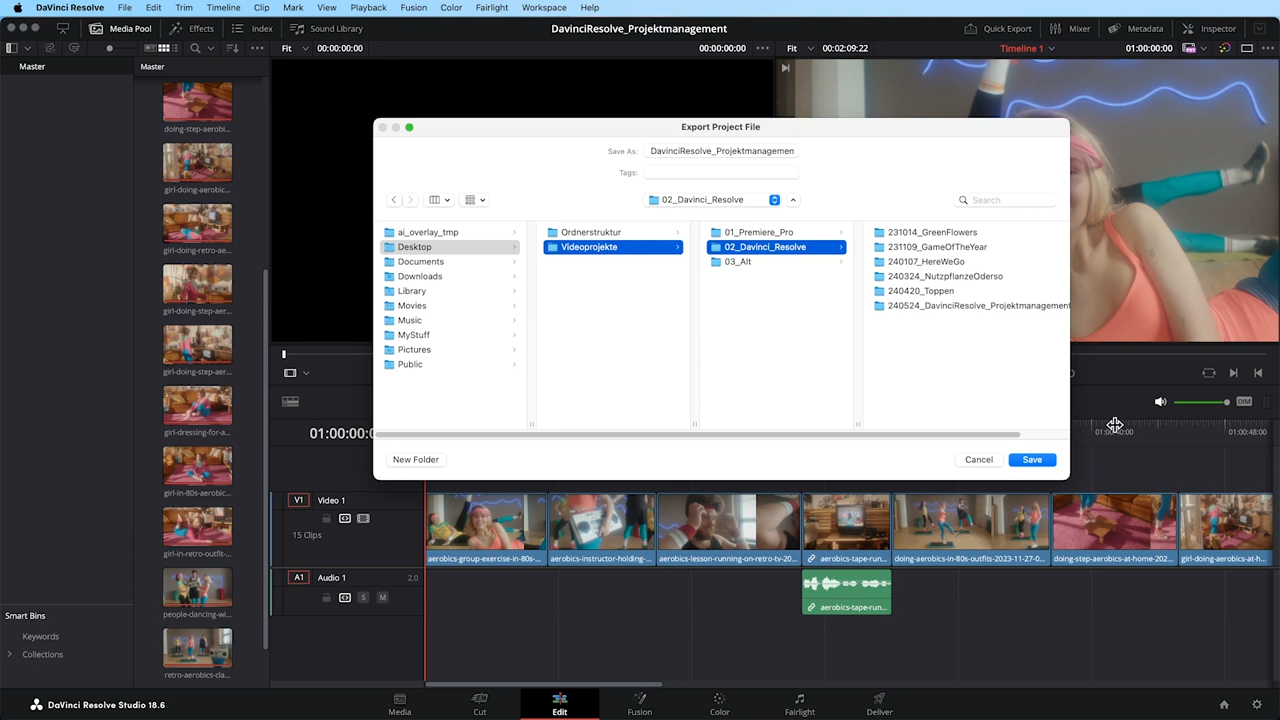 DaVinci Resolve File Edit Trim Timeline Clip Mark View Playback Fusion Color Fairlight Workspace Help
Media Pool Effects Index Sound Library DavinciResolve_Projektmanagement Quick Export Mixer Metadata Inspector
Fit 00:00:00:00 00:00:00:00 Fit 00:02:09:22 Timeline 1 01:00:00:00
Master
Master
doing-step-aerobi...
girl-doing-aerobic...
girl-doing-retro-ae...
girl-doing-step-aer...
girl-doing-step-aer...
girl-dressing-for-a...
girl-in-80s-aerobic...
girl-in-retro-outfit-...
people-dancing-wi...
retro-aerobics-cla...
Smart Bins
Keywords
Collections
Export Project File
Save As: DavinciResolve_Projektmanagemen
Tags:
02_Davinci_Resolve
Search
ai_overlay_tmp
Desktop
Documents
Downloads
Library
Movies
Music
MyStuff
Pictures
Public
Ordnerstruktur
Videoprojekte
01_Premiere_Pro
02_Davinci_Resolve
03_Alt
231014_GreenFlowers
231109_GameOfTheYear
240107_HereWeGo
240324_NutzpflanzeOderso
240420_Toppen
240524_DavinciResolve_Projektmanagement
New Folder Cancel Save
DIM
01:00:00:0
01:00:48:00
V1 Video 1
15 Clips
aerobics-group-exercise-in-80s-...
aerobics-instructor-holding-...
aerobics-lesson-running-on-retro-tv-20...
aerobics-tape-run...
doing-aerobics-in-80s-outfits-2023-11-27-0...
doing-step-aerobics-at-home-202...
girl-doing-aerobics-at-h...
A1 Audio 1 2.0
S M
aerobics-tape-run...
DaVinci Resolve Studio 18.6
Media Cut Edit Fusion Color Fairlight Deliver